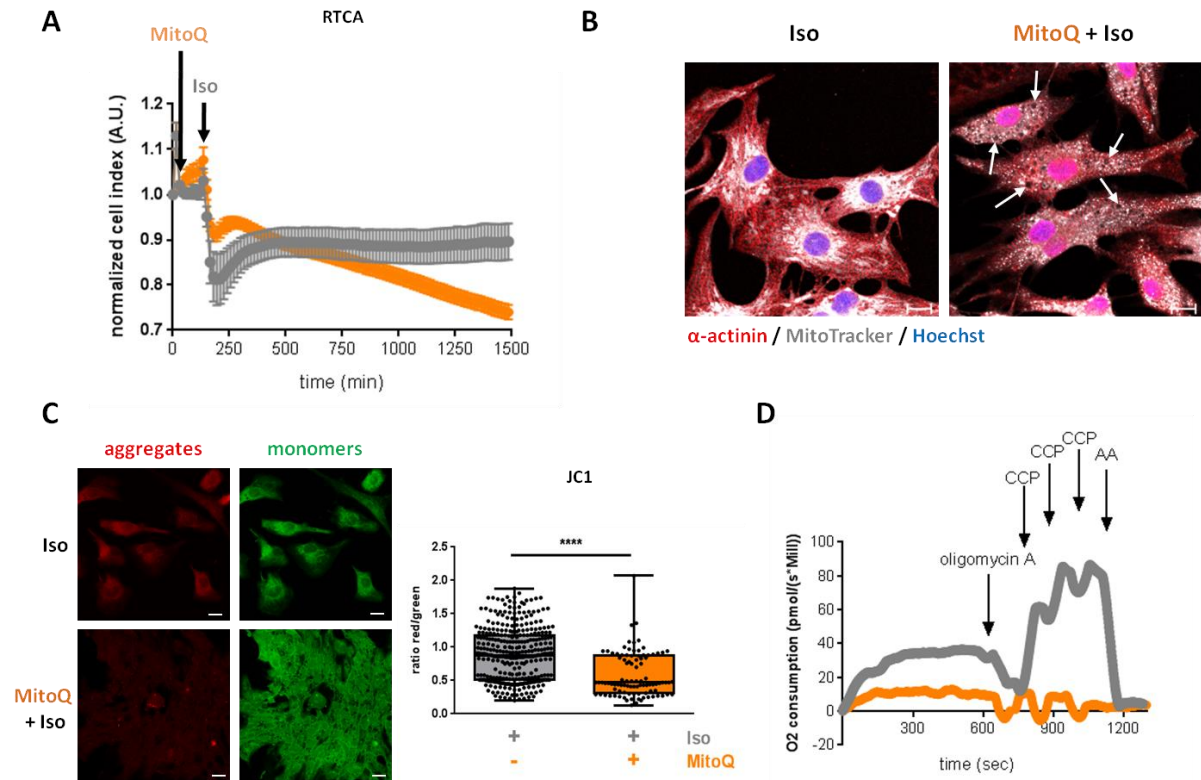 A
RTCA
MitoQ
Iso
normalized cell index (A.U.)
1.2
1.1
1.0
0.9
0.8
0.7
0
250
500
750
1000
1250
1500
time (min)
B
Iso
MitoQ + Iso
α-actinin / MitoTracker / Hoechst
C
aggregates
monomers
Iso
MitoQ
+ Iso
JC1
ratio red/green
2.5
2.0
1.5
1.0
0.5
0.0
****
+
+
Iso
-
+
MitoQ
D
CCP
CCP
CCP
AA
oligomycin A
O2 consumption (pmol/(s*Mill))
100
80
60
40
20
0
-20
300
600
900
1200
time (sec)